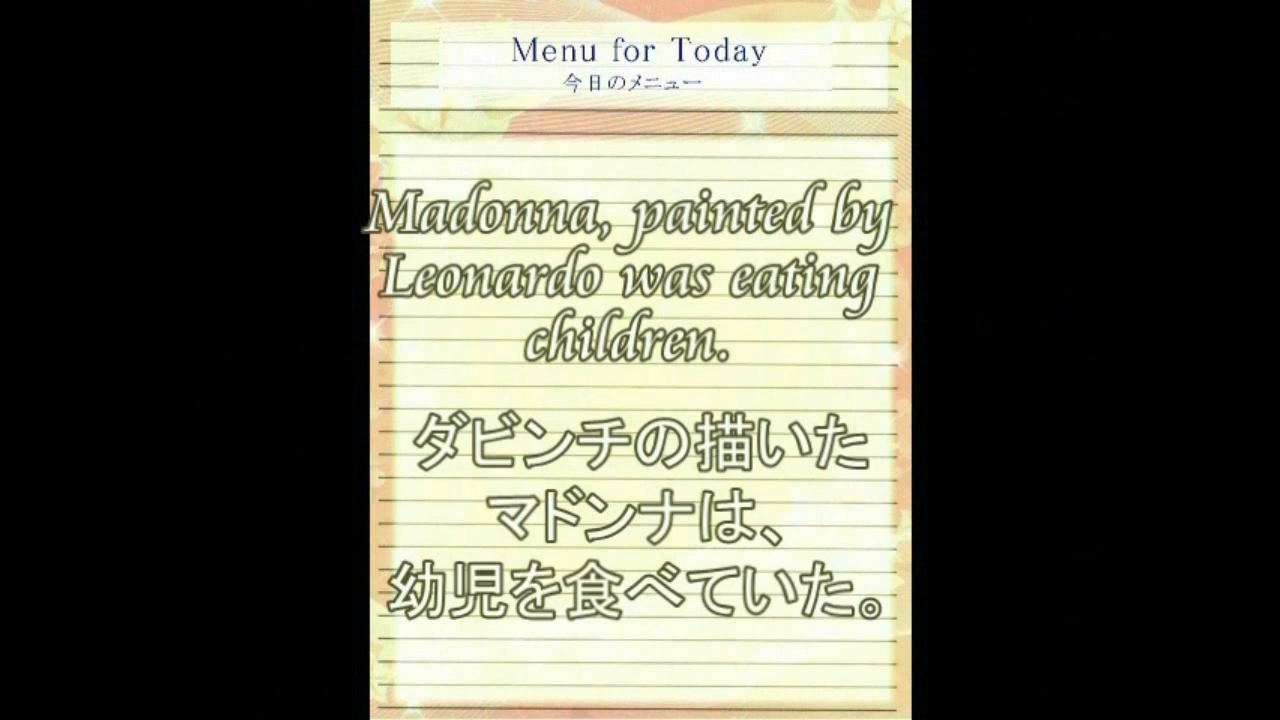 Menu for Today
今日のメニュー
Madonna, painted by
Leonardo was eating
children.
ダビンチの描いた
マドンナは、
幼児を食べていた。